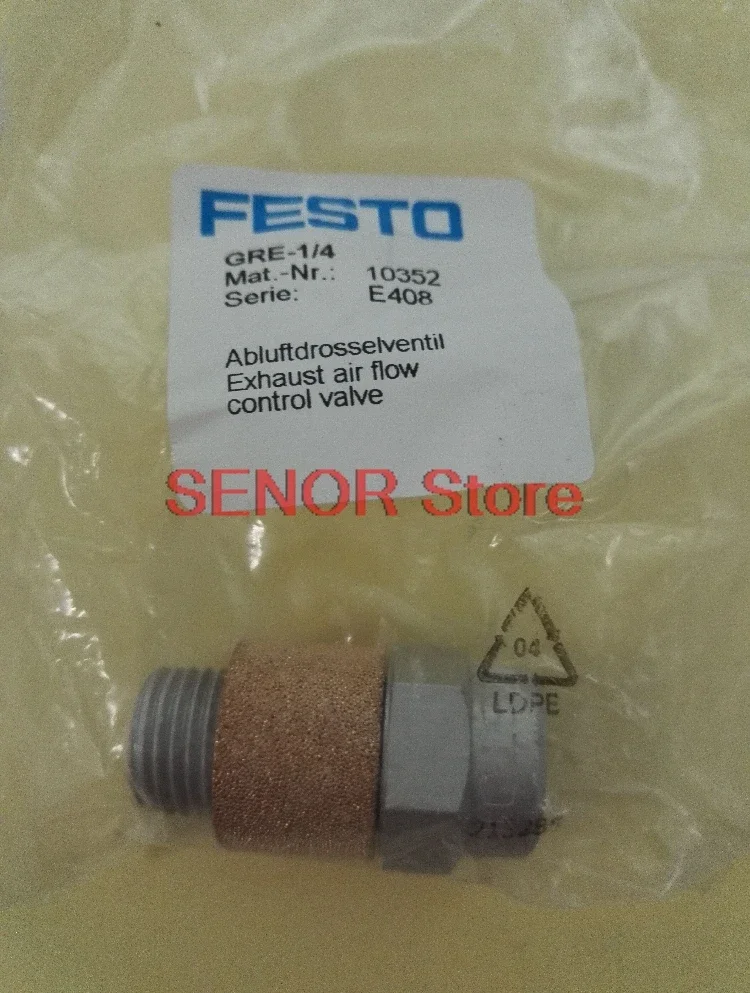 FESTO
GRE-1/4
Mat.-Nr.: 10352
Serie: E408
Abluftdrosselventil
Exhaust air flow
control valve
SENOR Store
04
LDPE